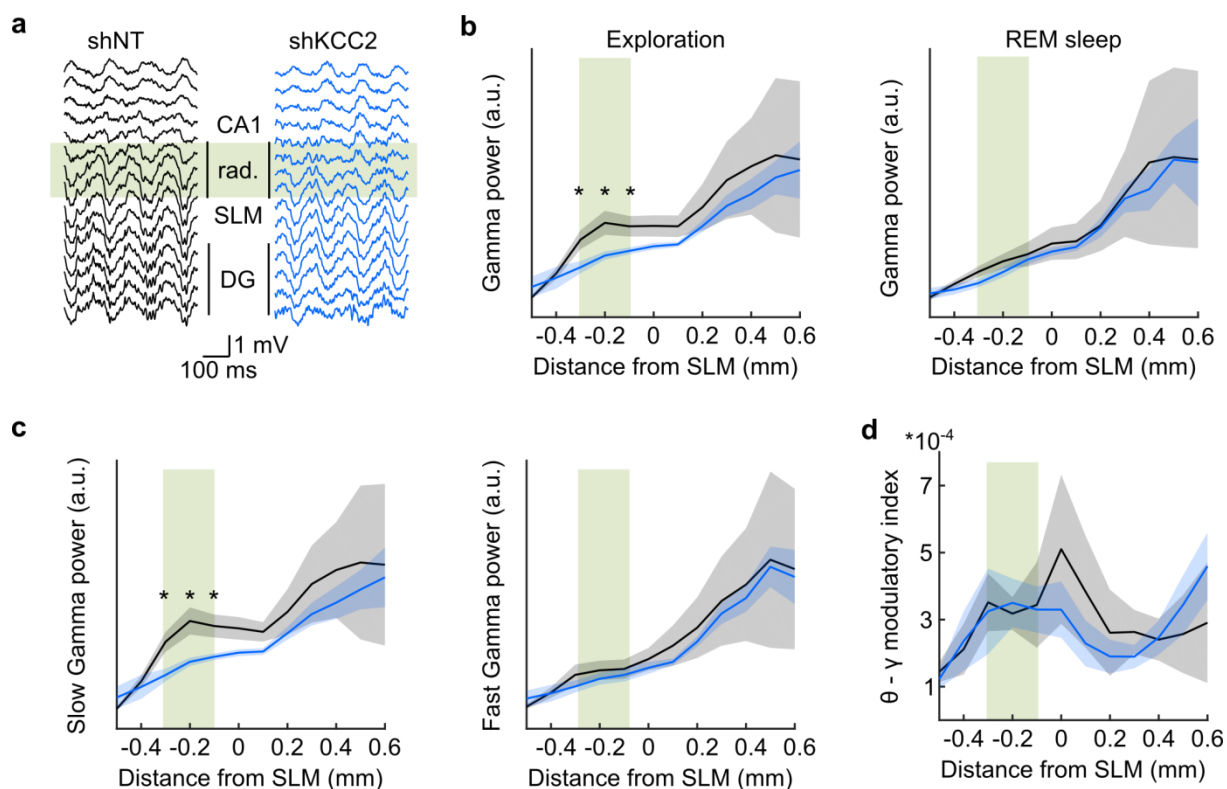 a
shNT
shKCC2
CA1
rad.
SLM
DG
1 mV
100 ms
b
Exploration
Gamma power (a.u.)
* * *
-0.4 -0.2 0 0.2 0.4 0.6
Distance from SLM (mm)
REM sleep
Gamma power (a.u.)
-0.4 -0.2 0 0.2 0.4 0.6
Distance from SLM (mm)
c
Slow Gamma power (a.u.)
* * *
-0.4 -0.2 0 0.2 0.4 0.6
Distance from SLM (mm)
Fast Gamma power (a.u.)
-0.4 -0.2 0 0.2 0.4 0.6
Distance from SLM (mm)
d
*10-4
θ - γ modulatory index
7
5
3
1
-0.4 -0.2 0 0.2 0.4 0.6
Distance from SLM (mm)